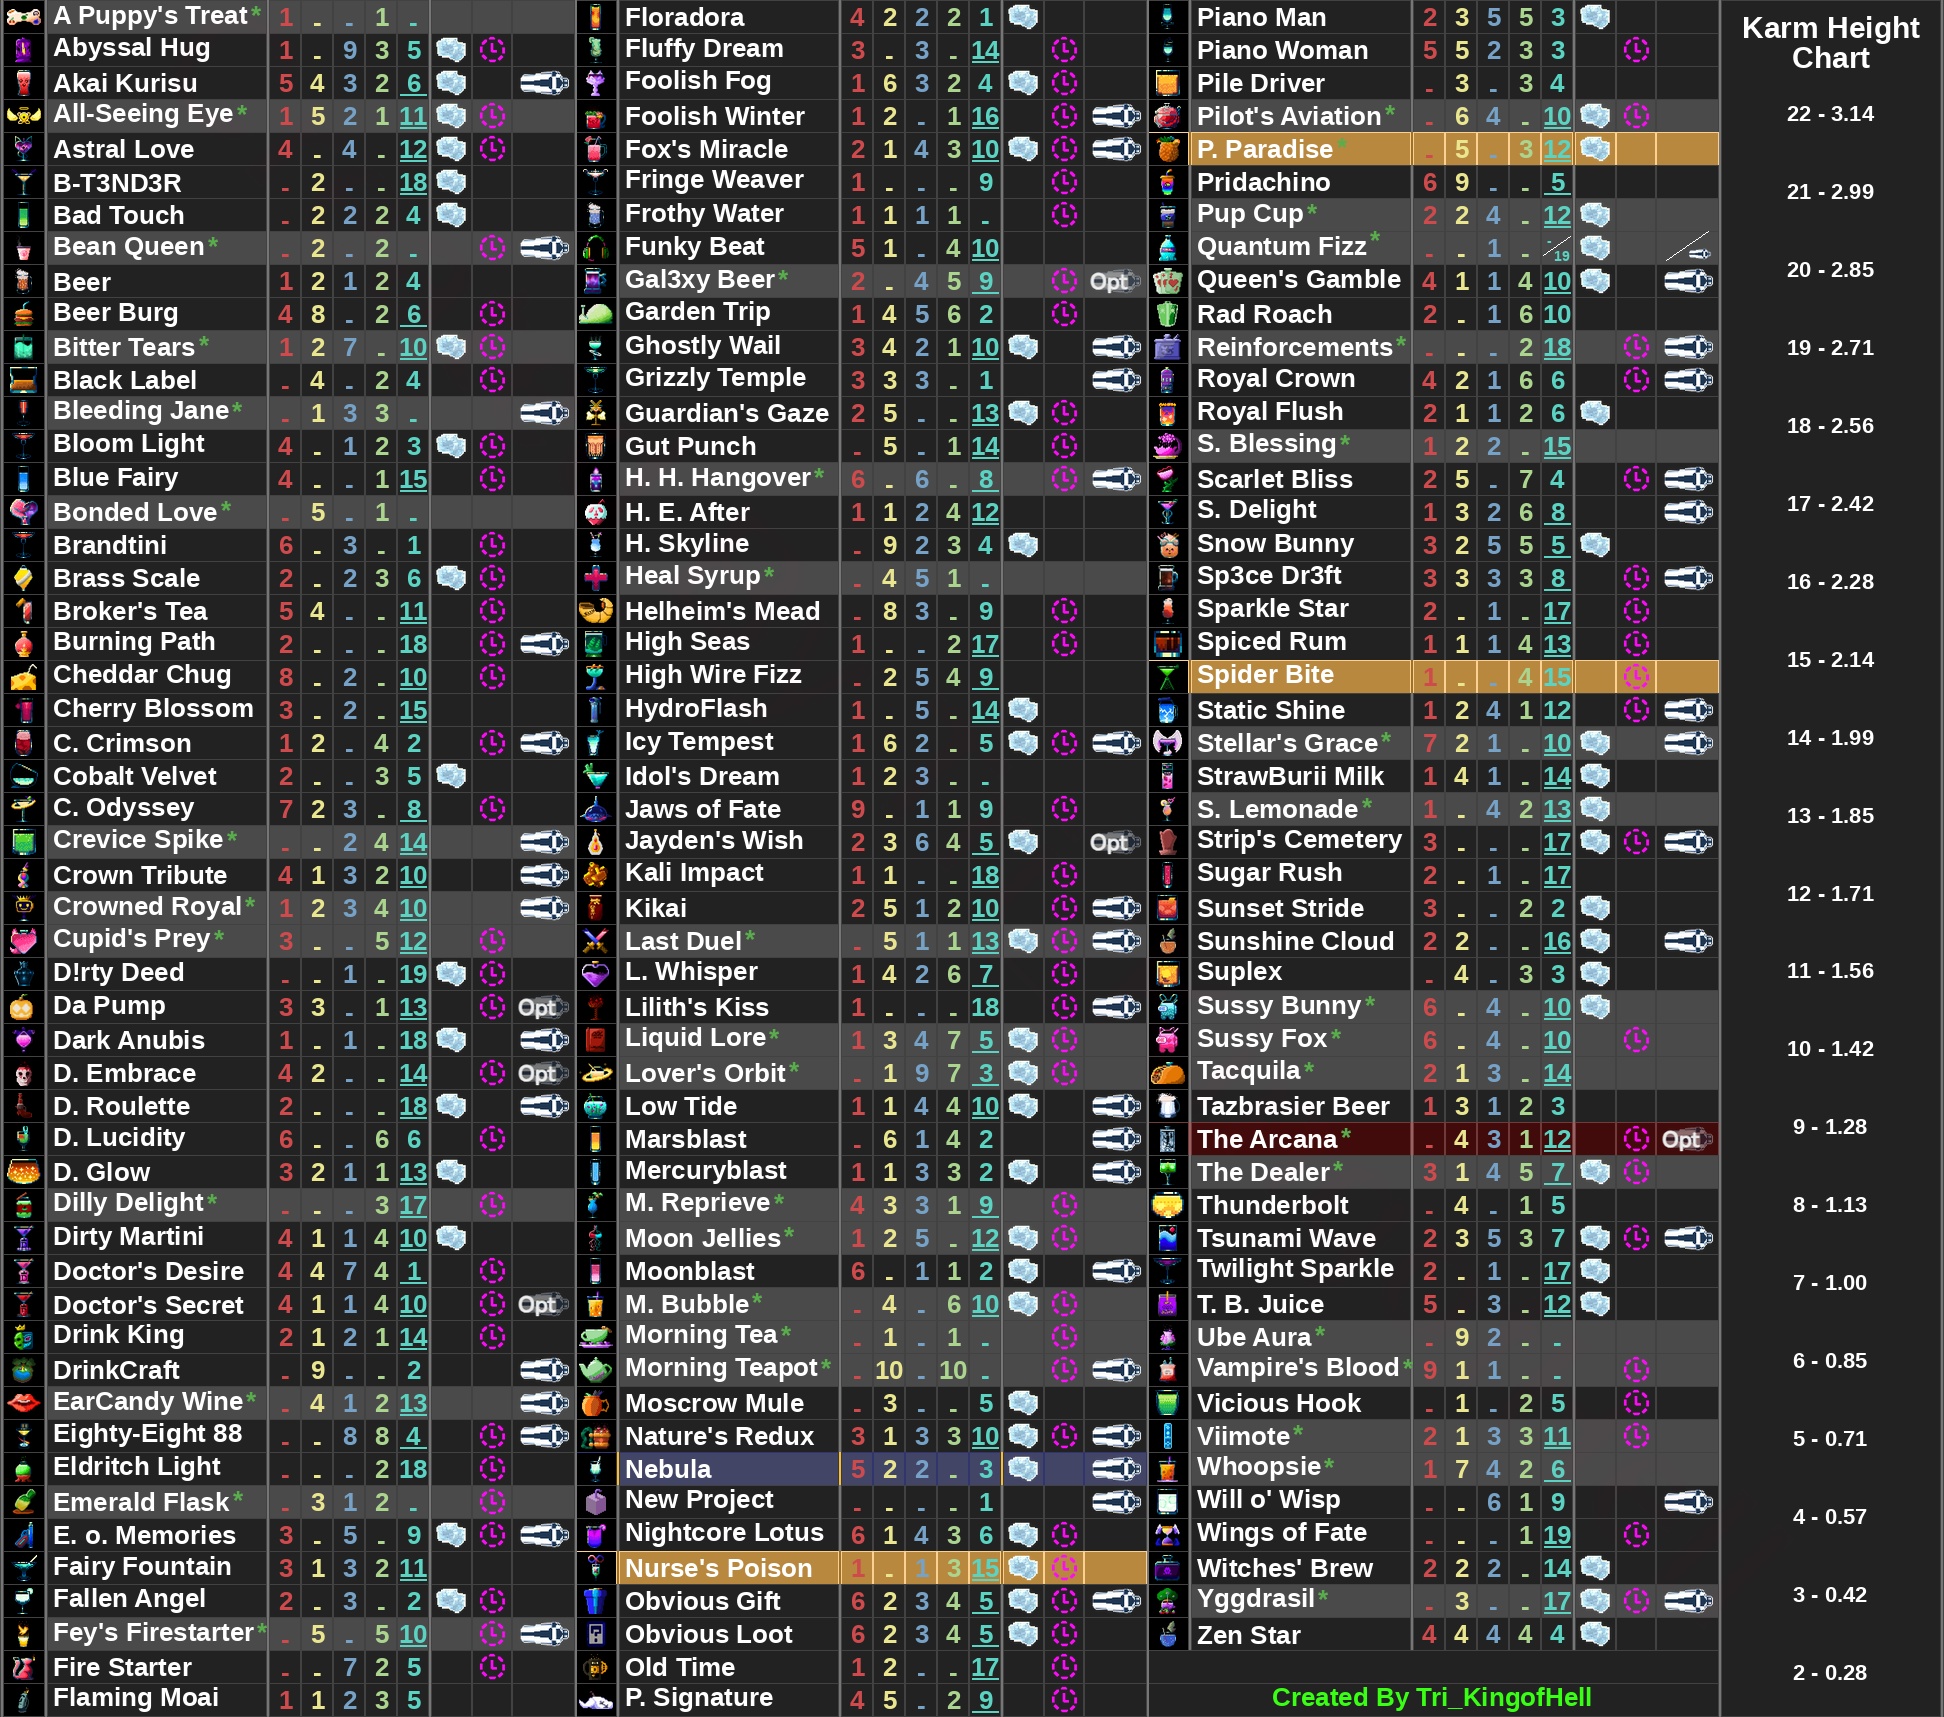 A Puppy's Treat* 1 - - 1 -
Abyssal Hug 1 - 9 3 5
Akai Kurisu 5 4 3 2 6
All-Seeing Eye* 1 5 2 1 11
Astral Love 4 - 4 - 12
B-T3ND3R - 2 - - 18
Bad Touch - 2 2 2 4
Bean Queen* - 2 - 2 -
Beer 1 2 1 2 4
Beer Burg 4 8 - 2 6
Bitter Tears* 1 2 7 - 10
Black Label - 4 - 2 4
Bleeding Jane* - 1 3 3 -
Bloom Light 4 - 1 2 3
Blue Fairy 4 - - 1 15
Bonded Love* - 5 - 1 -
Brandtini 6 - 3 - 1
Brass Scale 2 - 2 3 6
Broker's Tea 5 4 - - 11
Burning Path 2 - - - 18
Cheddar Chug 8 - 2 - 10
Cherry Blossom 3 - 2 - 15
C. Crimson 1 2 - 4 2
Cobalt Velvet 2 - - 3 5
C. Odyssey 7 2 3 - 8
Crevice Spike* - - 2 4 14
Crown Tribute 4 1 3 2 10
Crowned Royal* 1 2 3 4 10
Cupid's Prey* 3 - - 5 12
D!rty Deed - - 1 - 19
Da Pump 3 3 - 1 13 Opt
Dark Anubis 1 - 1 - 18
D. Embrace 4 2 - - 14 Opt
D. Roulette 2 - - - 18
D. Lucidity 6 - - 6 6
D. Glow 3 2 1 1 13
Dilly Delight* - - - 3 17
Dirty Martini 4 1 1 4 10
Doctor's Desire 4 4 7 4 1
Doctor's Secret 4 1 1 4 10 Opt
Drink King 2 1 2 1 14
DrinkCraft - 9 - - 2
EarCandy Wine* - 4 1 2 13
Eighty-Eight 88 - - 8 8 4
Eldritch Light - - - 2 18
Emerald Flask* - 3 1 2 -
E. o. Memories 3 - 5 - 9
Fairy Fountain 3 1 3 2 11
Fallen Angel 2 - 3 - 2
Fey's Firestarter* - 5 - 5 10
Fire Starter - - 7 2 5
Flaming Moai 1 1 2 3 5
Floradora 4 2 2 2 1
Fluffy Dream 3 - 3 - 14
Foolish Fog 1 6 3 2 4
Foolish Winter 1 2 - 1 16
Fox's Miracle 2 1 4 3 10
Fringe Weaver 1 - - - 9
Frothy Water 1 1 1 1 -
Funky Beat 5 1 - 4 10
Gal3xy Beer* 2 - 4 5 9 Opt
Garden Trip 1 4 5 6 2
Ghostly Wail 3 4 2 1 10
Grizzly Temple 3 3 3 - 1
Guardian's Gaze 2 5 - - 13
Gut Punch - 5 - 1 14
H. H. Hangover* 6 - 6 - 8
H. E. After 1 1 2 4 12
H. Skyline - 9 2 3 4
Heal Syrup* - 4 5 1 -
Helheim's Mead - 8 3 - 9
High Seas 1 - - 2 17
High Wire Fizz - 2 5 4 9
HydroFlash 1 - 5 - 14
Icy Tempest 1 6 2 - 5
Idol's Dream 1 2 3 - -
Jaws of Fate 9 - 1 1 9
Jayden's Wish 2 3 6 4 5 Opt
Kali Impact 1 1 - - 18
Kikai 2 5 1 2 10
Last Duel* - 5 1 1 13
L. Whisper 1 4 2 6 7
Lilith's Kiss 1 - - - 18
Liquid Lore* 1 3 4 7 5
Lover's Orbit* - 1 9 7 3
Low Tide 1 1 4 4 10
Marsblast - 6 1 4 2
Mercuryblast 1 1 3 3 2
M. Reprieve* 4 3 3 1 9
Moon Jellies* 1 2 5 - 12
Moonblast 6 - 1 1 2
M. Bubble* - 4 - 6 10
Morning Tea* - 1 - 1 -
Morning Teapot* - 10 - 10 -
Moscrow Mule - 3 - - 5
Nature's Redux 3 1 3 3 10
Nebula 5 2 2 - 3
New Project - - - - 1
Nightcore Lotus 6 1 4 3 6
Nurse's Poison 1 - 1 3 15
Obvious Gift 6 2 3 4 5
Obvious Loot 6 2 3 4 5
Old Time 1 2 - - 17
P. Signature 4 5 - 2 9
Piano Man 2 3 5 5 3
Piano Woman 5 5 2 3 3
Pile Driver - 3 - 3 4
Pilot's Aviation* - 6 4 - 10
P. Paradise* - 5 - 3 12
Pridachino 6 9 - - 5
Pup Cup* 2 2 4 - 12
Quantum Fizz* - - 1 - -/19
Queen's Gamble 4 1 1 4 10
Rad Roach 2 - 1 6 10
Reinforcements* - - - 2 18
Royal Crown 4 2 1 6 6
Royal Flush 2 1 1 2 6
S. Blessing* 1 2 2 - 15
Scarlet Bliss 2 5 - 7 4
S. Delight 1 3 2 6 8
Snow Bunny 3 2 5 5 5
Sp3ce Dr3ft 3 3 3 3 8
Sparkle Star 2 - 1 - 17
Spiced Rum 1 1 1 4 13
Spider Bite 1 - - 4 15
Static Shine 1 2 4 1 12
Stellar's Grace* 7 2 1 - 10
StrawBurii Milk 1 4 1 - 14
S. Lemonade* 1 - 4 2 13
Strip's Cemetery 3 - - - 17
Sugar Rush 2 - 1 - 17
Sunset Stride 3 - - 2 2
Sunshine Cloud 2 2 - - 16
Suplex - 4 - 3 3
Sussy Bunny* 6 - 4 - 10
Sussy Fox* 6 - 4 - 10
Tacquila* 2 1 3 - 14
Tazbrasier Beer 1 3 1 2 3
The Arcana* - 4 3 1 12 Opt
The Dealer* 3 1 4 5 7
Thunderbolt - 4 - 1 5
Tsunami Wave 2 3 5 3 7
Twilight Sparkle 2 - 1 - 17
T. B. Juice 5 - 3 - 12
Ube Aura* - 9 2 - -
Vampire's Blood* 9 1 1 - -
Vicious Hook - 1 - 2 5
Viimote* 2 1 3 3 11
Whoopsie* 1 7 4 2 6
Will o' Wisp - - 6 1 9
Wings of Fate - - - 1 19
Witches' Brew 2 2 2 - 14
Yggdrasil* - 3 - - 17
Zen Star 4 4 4 4 4
Created By Tri_KingofHell
Karm Height
Chart
22 - 3.14
21 - 2.99
20 - 2.85
19 - 2.71
18 - 2.56
17 - 2.42
16 - 2.28
15 - 2.14
14 - 1.99
13 - 1.85
12 - 1.71
11 - 1.56
10 - 1.42
9 - 1.28
8 - 1.13
7 - 1.00
6 - 0.85
5 - 0.71
4 - 0.57
3 - 0.42
2 - 0.28